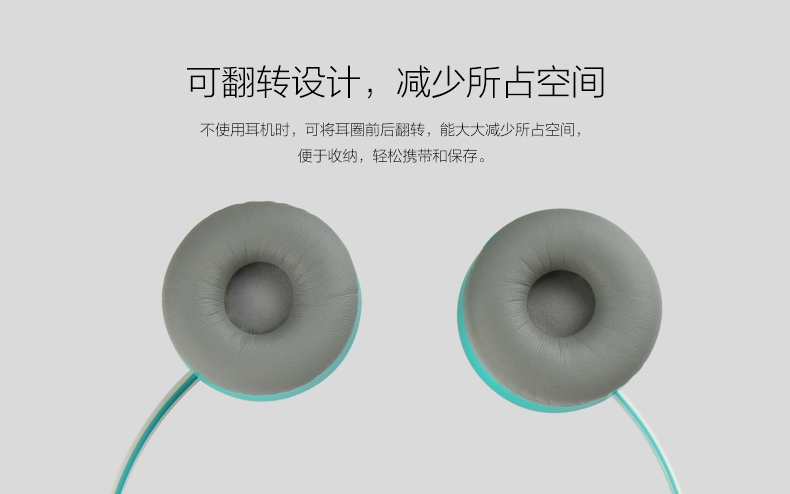 可翻转设计，减少所占空间
不使用耳机时，可将耳圈前后翻转，能大大减少所占空间，
便于收纳，轻松携带和保存。